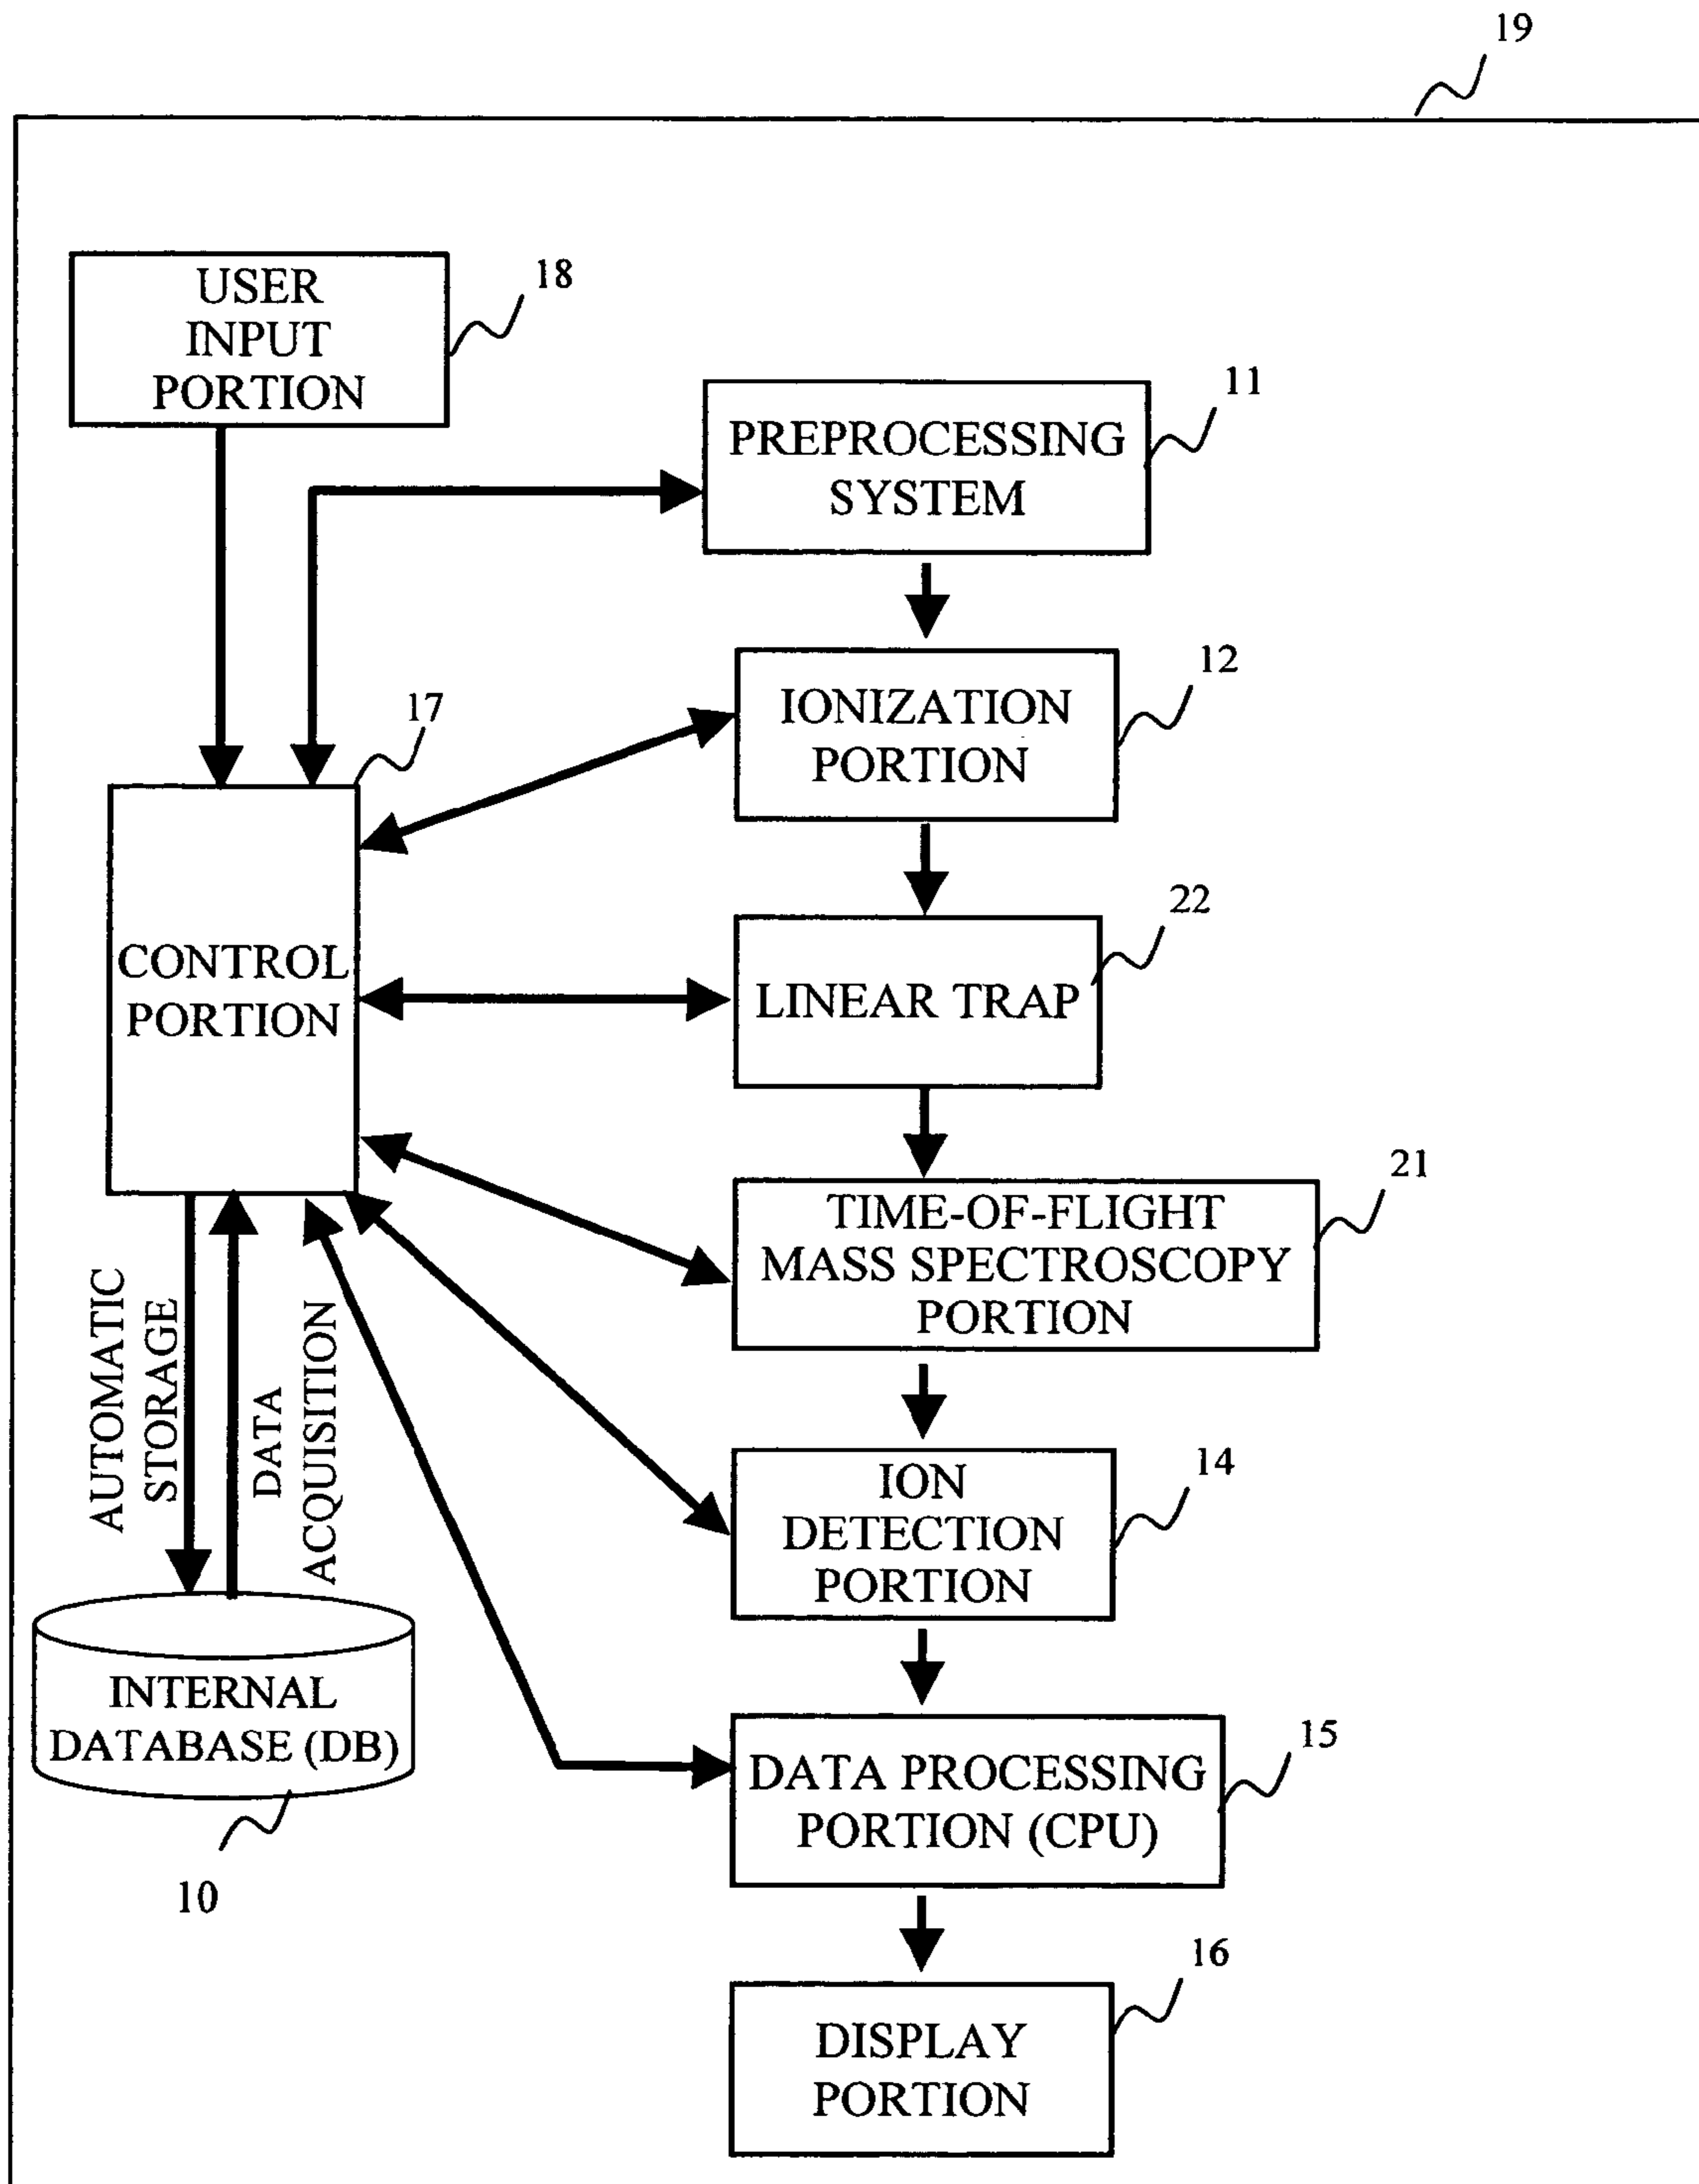 19
USER
INPUT
PORTION
18
PREPROCESSING
SYSTEM
11
IONIZATION
PORTION
12
17
CONTROL
PORTION
LINEAR TRAP
22
TIME-OF-FLIGHT
MASS SPECTROSCOPY
PORTION
21
AUTOMATIC
STORAGE
DATA
ACQUISITION
ION
DETECTION
PORTION
14
INTERNAL
DATABASE (DB)
10
DATA PROCESSING
PORTION (CPU)
15
DISPLAY
PORTION
16